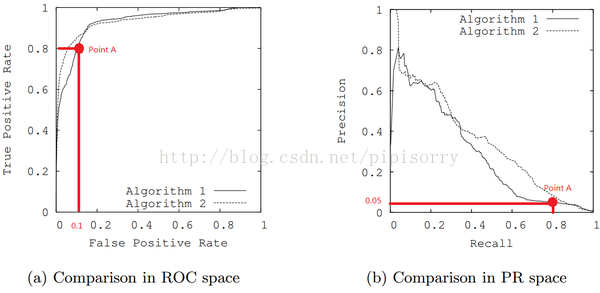 Algorithm 1
Algorithm 2
Point A
True Positive Rate
1
0.8
0.6
0.4
0.2
0
0 0.2 0.4 0.6 0.8 1
0.1
False Positive Rate
Algorithm 1
Algorithm 2
Precision
1
0.8
0.6
0.4
0.2
0
0.05
Point A
0 0.2 0.4 0.6 0.8 1
Recall
http://blog.csdn.net/pipisorry
(a) Comparison in ROC space
(b) Comparison in PR space